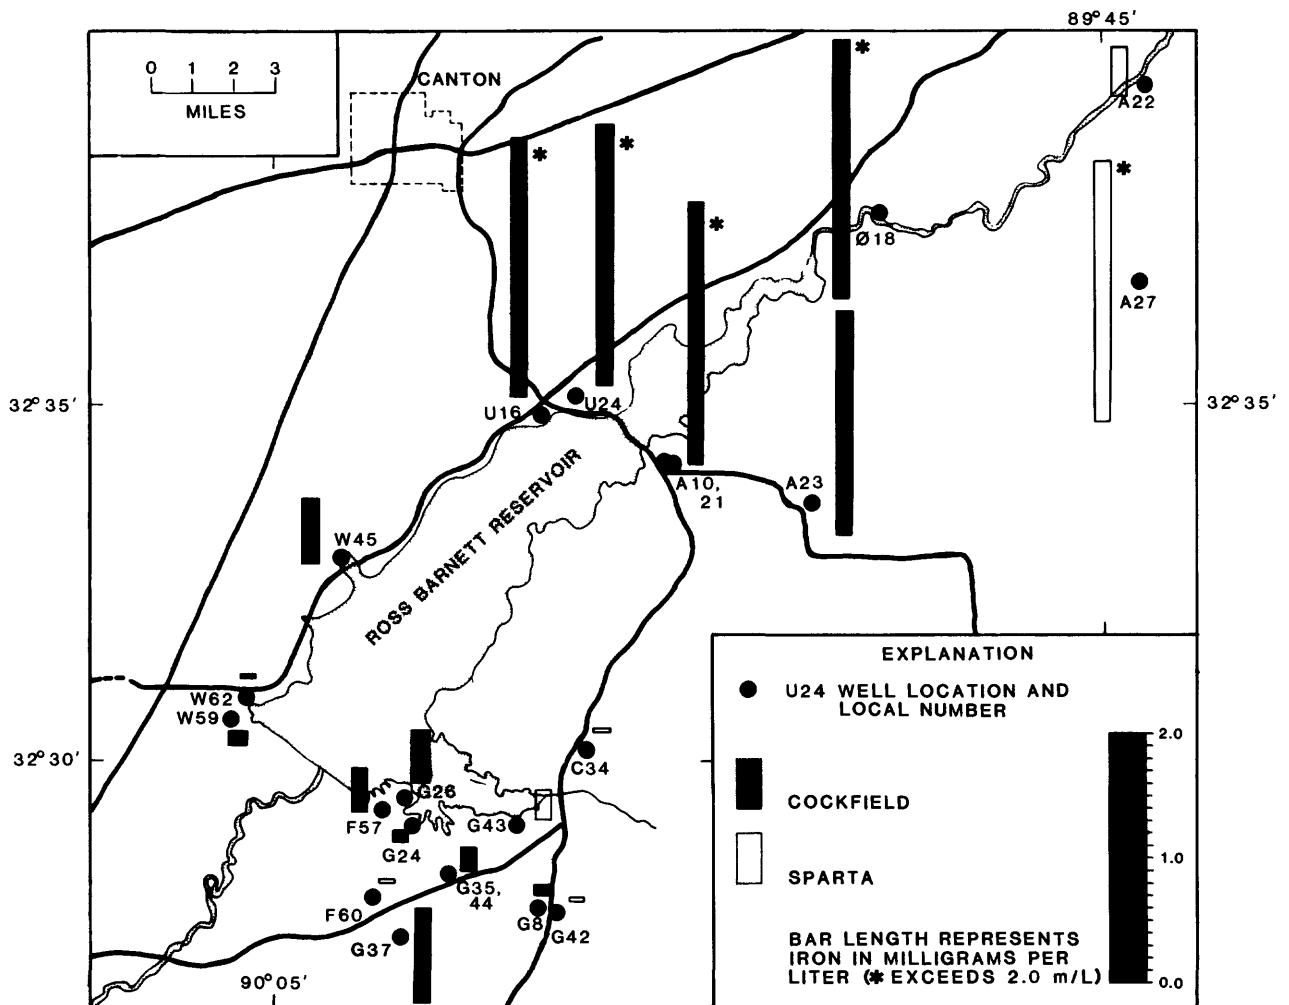 89°45′
0 1 2 3
MILES
CANTON
*
*
*
*
*
A22
Ø18
A27
32°35′
32°35′
U16
U24
A10,
21
A23
W45
ROSS BARNETT RESERVOIR
W62
W59
32°30′
C34
G26
F57
G43
G24
G35,
44
F60
G8
G42
G37
90°05′
EXPLANATION
U24 WELL LOCATION AND
LOCAL NUMBER
COCKFIELD
SPARTA
2.0
1.0
0.0
BAR LENGTH REPRESENTS
IRON IN MILLIGRAMS PER
LITER (* EXCEEDS 2.0 m/L)